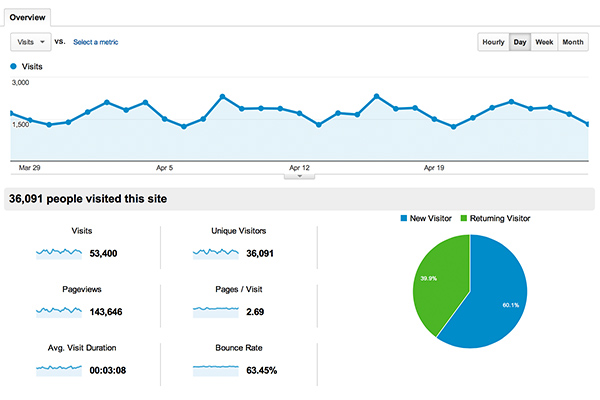 Overview
Visits vs. Select a metric Hourly Day Week Month
Visits
3,000
1,500
Mar 29 Apr 5 Apr 12 Apr 19
36,091 people visited this site
Visits
53,400
Unique Visitors
36,091
Pageviews
143,646
Pages / Visit
2.69
Avg. Visit Duration
00:03:08
Bounce Rate
63.45%
New Visitor Returning Visitor
39.9%
60.1%